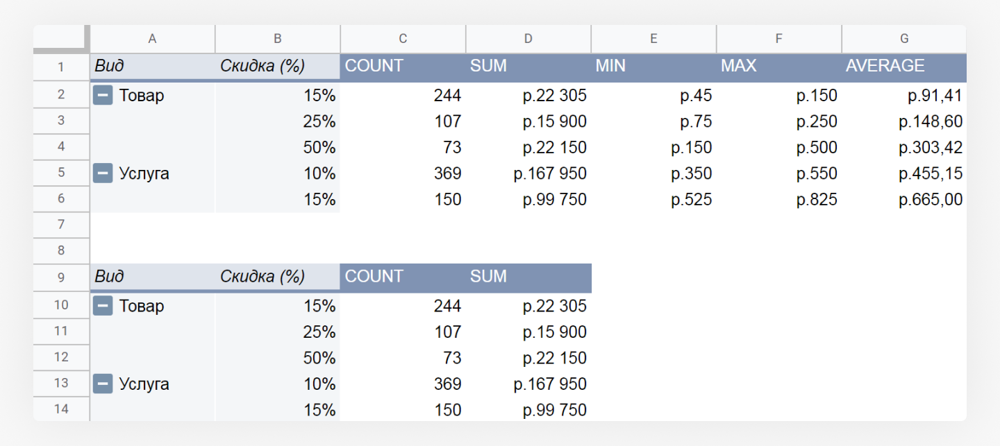 A B C D E F G
1 Вид Скидка (%) COUNT SUM MIN MAX AVERAGE
2 Товар 15% 244 р.22 305 р.45 р.150 р.91,41
3 25% 107 р.15 900 р.75 р.250 р.148,60
4 50% 73 р.22 150 р.150 р.500 р.303,42
5 Услуга 10% 369 р.167 950 р.350 р.550 р.455,15
6 15% 150 р.99 750 р.525 р.825 р.665,00
7
8
9 Вид Скидка (%) COUNT SUM
10 Товар 15% 244 р.22 305
11 25% 107 р.15 900
12 50% 73 р.22 150
13 Услуга 10% 369 р.167 950
14 15% 150 р.99 750